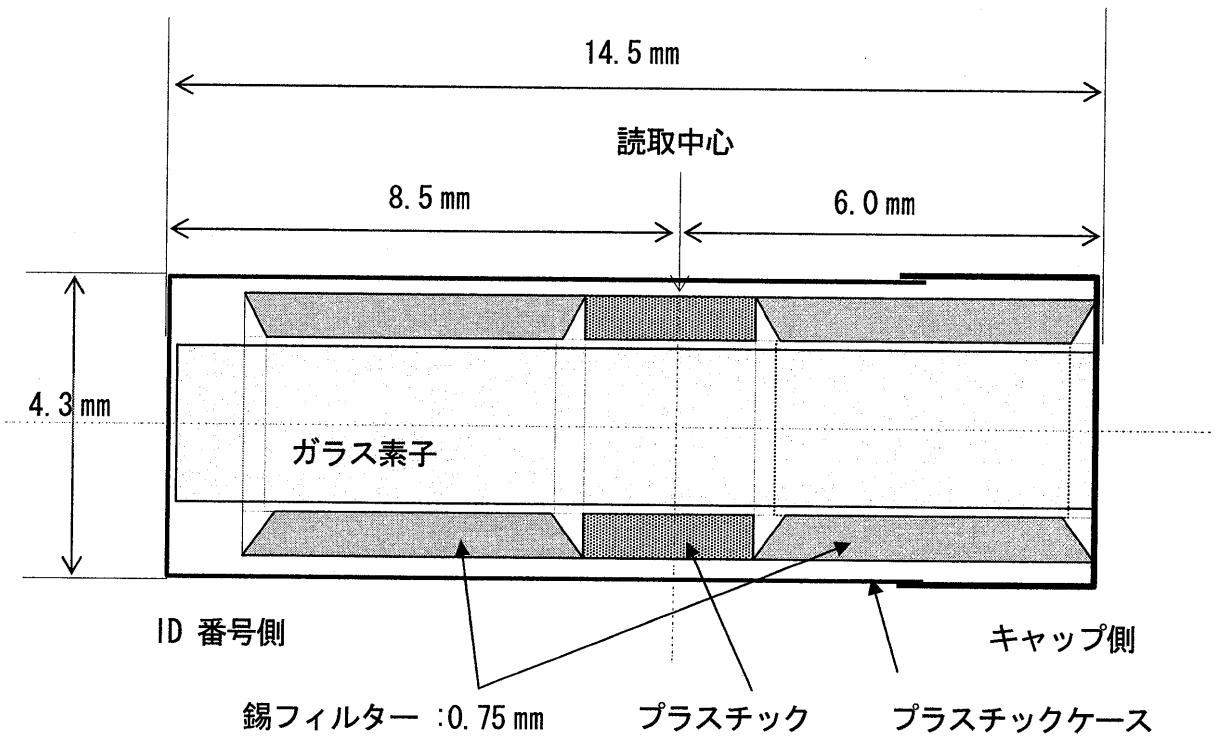 14.5 mm
読取中心
8.5 mm
6.0 mm
4.3 mm
ガラス素子
ID 番号側
キャップ側
錫フィルター :0.75 mm
プラスチック
プラスチックケース